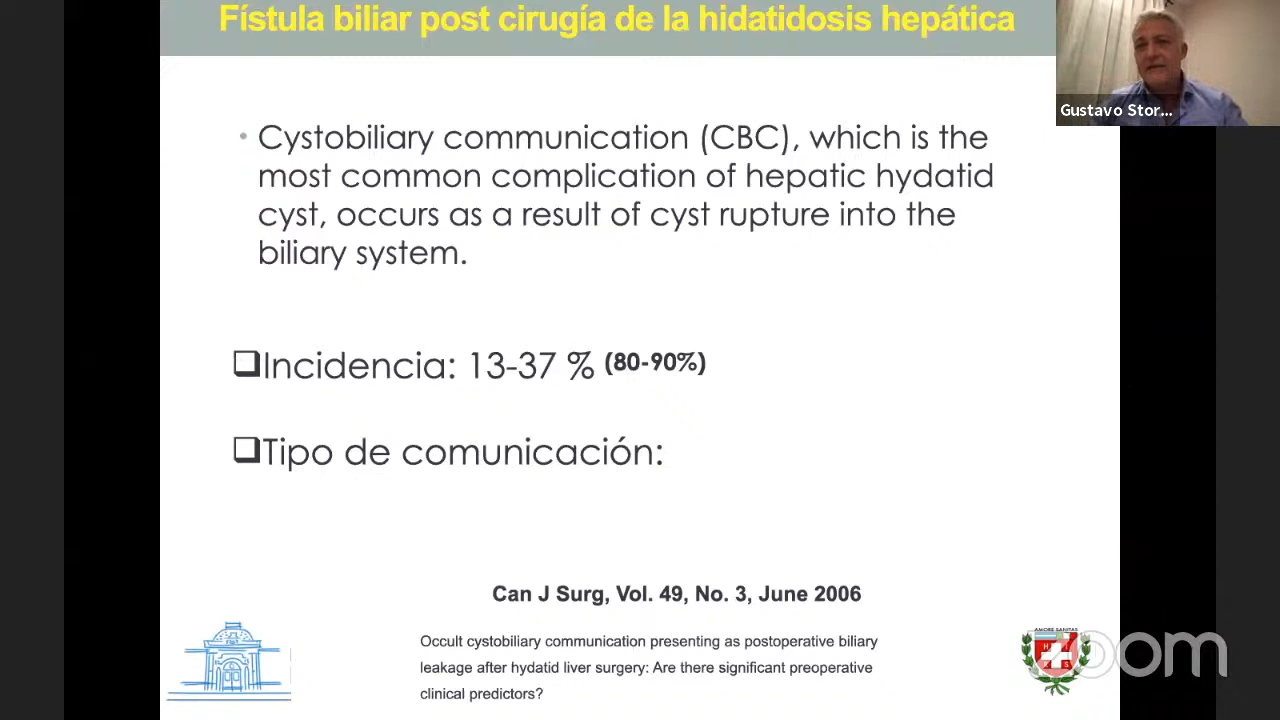 Fístula biliar post cirugía de la hidatidosis hepática
Gustavo Stor...
• Cystobiliary communication (CBC), which is the
most common complication of hepatic hydatid
cyst, occurs as a result of cyst rupture into the
biliary system.
❑Incidencia: 13-37 % (80-90%)
❑Tipo de comunicación:
Can J Surg, Vol. 49, No. 3, June 2006
Occult cystobiliary communication presenting as postoperative biliary
leakage after hydatid liver surgery: Are there significant preoperative
clinical predictors?
AMORE SANITAS
zoom